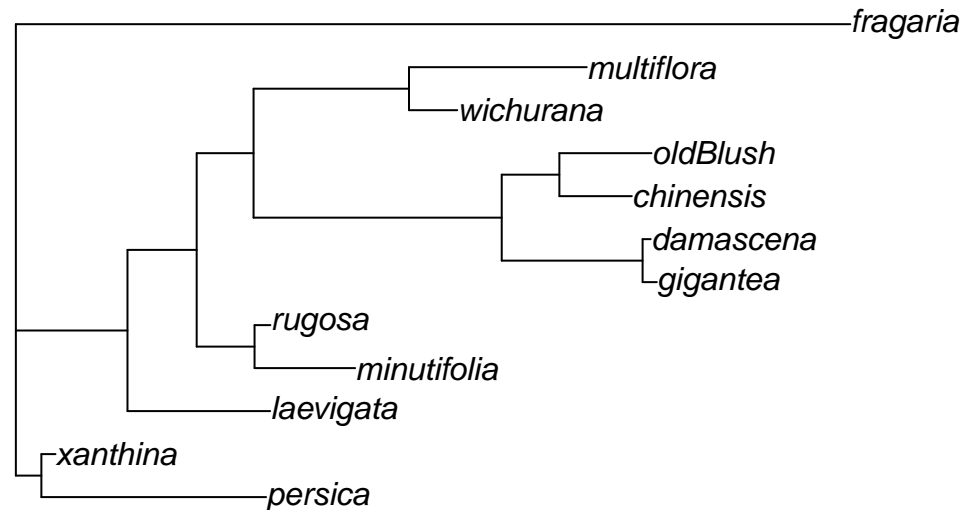 fragaria
multiflora
wichurana
oldBlush
chinensis
damascena
gigantea
rugosa
minutifolia
laevigata
xanthina
persica